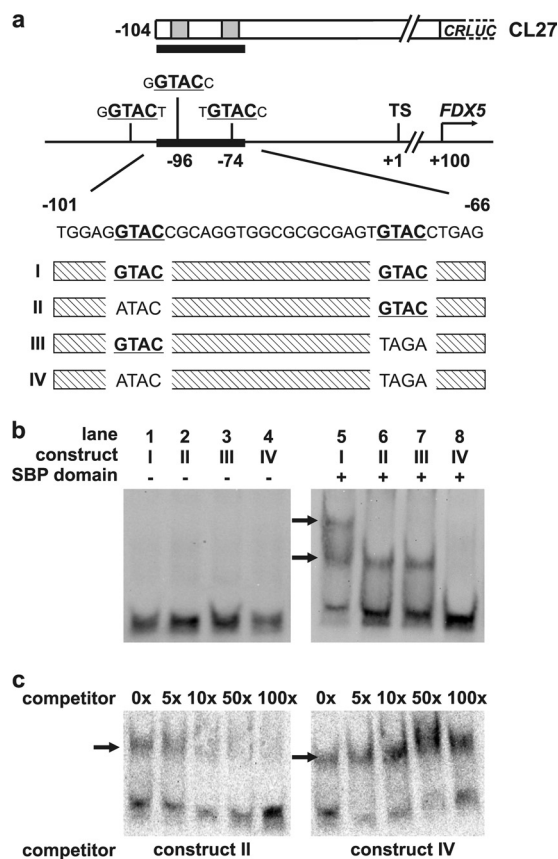 a
-104 CRLUC CL27
GGTACC
GGTACT TGTACC TS FDX5
-96 -74 +1 +100
-101 -66
TGGAGGTACCGCAGGTGGCGCGCGAGTGTACCTGAG
I GTAC GTAC
II ATAC GTAC
III GTAC TAGA
IV ATAC TAGA
b
lane 1 2 3 4 5 6 7 8
construct I II III IV I II III IV
SBP domain - - - - + + + +
c
competitor 0x 5x 10x 50x 100x 0x 5x 10x 50x 100x
competitor construct II construct IV